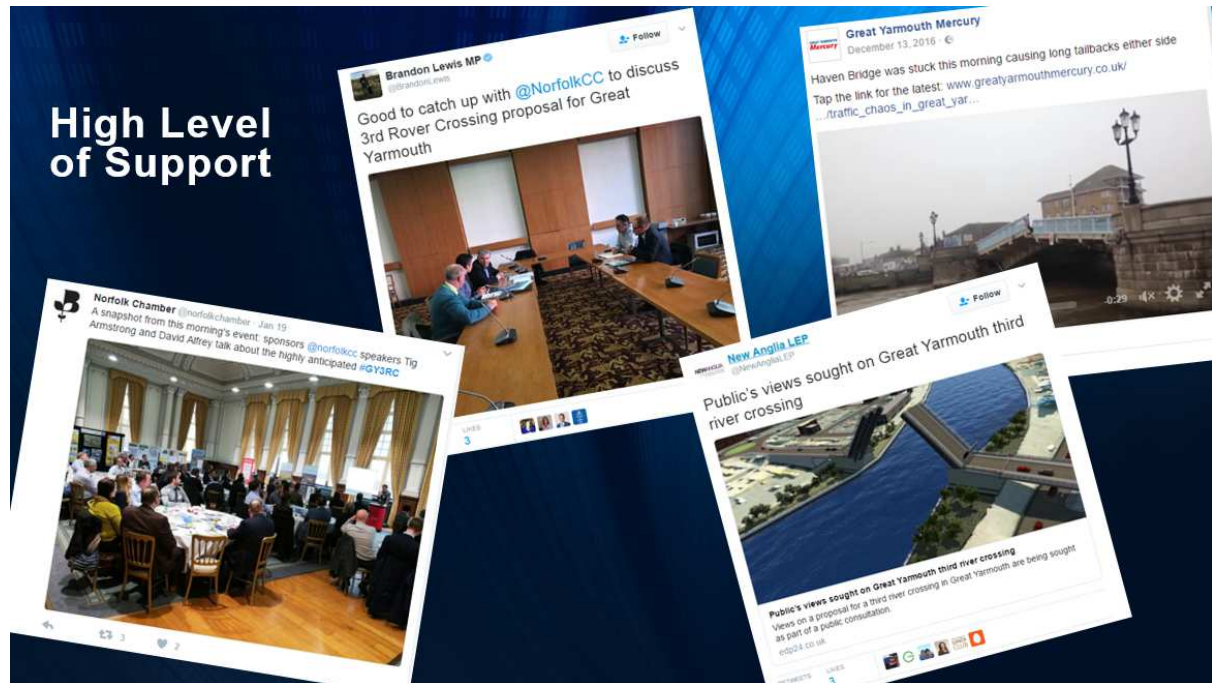 High Level
of Support
Brandon Lewis MP
@BrandonLewis
Follow
Good to catch up with @NorfolkCC to discuss
3rd Rover Crossing proposal for Great
Yarmouth
LIKES
3
Great Yarmouth Mercury
December 13, 2016
Haven Bridge was stuck this morning causing long tailbacks either side
Tap the link for the latest: www.greatyarmouthmercury.co.uk/
…/traffic_chaos_in_great_yar…
-0:29
Norfolk Chamber @norfolkchamber · Jan 19
A snapshot from this morning's event: sponsors @norfolkcc speakers Tig
Armstrong and David Alfrey talk about the highly anticipated #GY3RC
3
2
New Anglia LEP
@NewAngliaLEP
Follow
Public's views sought on Great Yarmouth third
river crossing
Public's views sought on Great Yarmouth third river crossing
Views on a proposal for a third river crossing in Great Yarmouth are being sought
as part of a public consultation.
edp24.co.uk
RETWEETS
LIKES
3